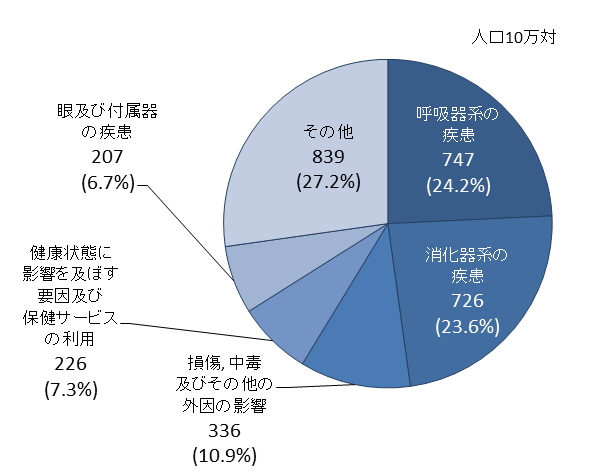 人口10万対
呼吸器系の
疾患
747
(24.2%)
消化器系の
疾患
726
(23.6%)
損傷,中毒
及びその他の
外因の影響
336
(10.9%)
健康状態に
影響を及ぼす
要因及び
保健サービス
の利用
226
(7.3%)
眼及び付属器
の疾患
207
(6.7%)
その他
839
(27.2%)